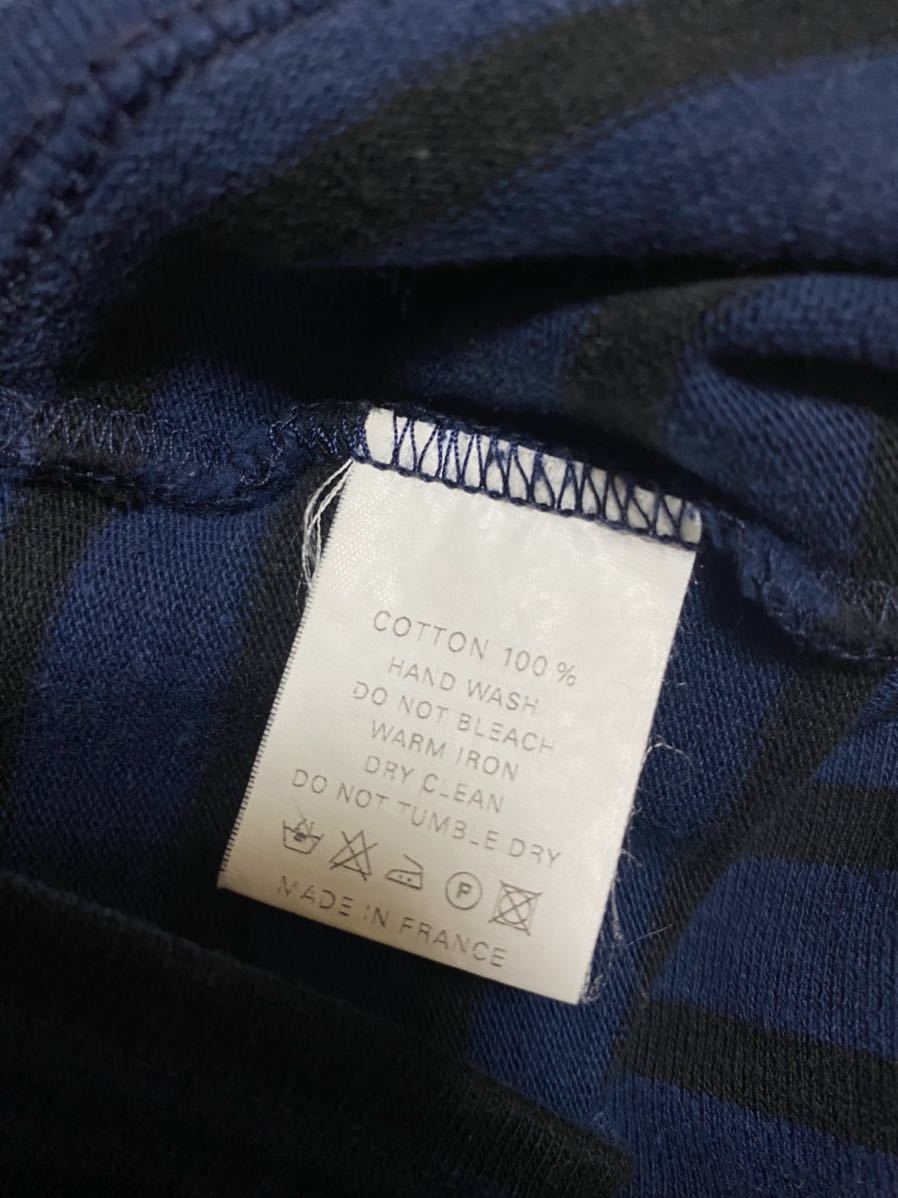 COTTON 100%
HAND WASH
DO NOT BLEACH
WARM IRON
DRY CLEAN
DO NOT TUMBLE DRY
P
MADE IN FRANCE